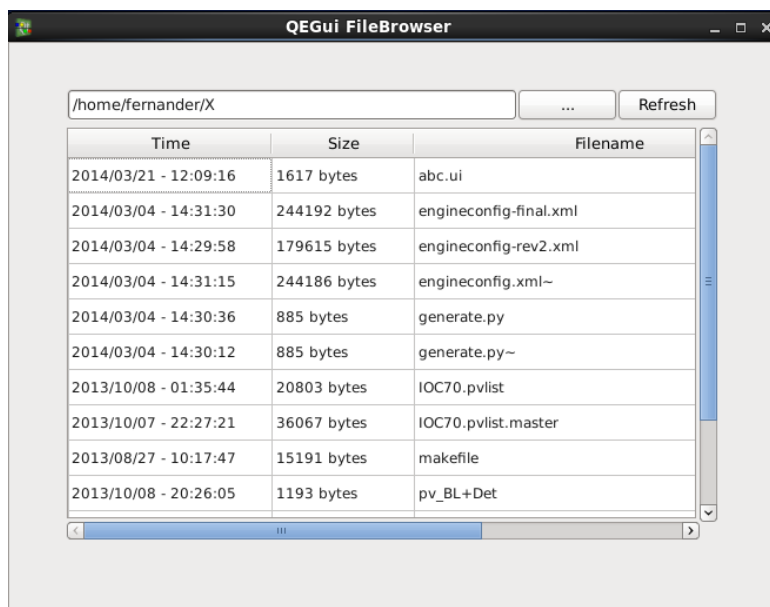 QEGui FileBrowser
/home/fernander/X ... Refresh
Time Size Filename
2014/03/21 - 12:09:16 1617 bytes abc.ui
2014/03/04 - 14:31:30 244192 bytes engineconfig-final.xml
2014/03/04 - 14:29:58 179615 bytes engineconfig-rev2.xml
2014/03/04 - 14:31:15 244186 bytes engineconfig.xml~
2014/03/04 - 14:30:36 885 bytes generate.py
2014/03/04 - 14:30:12 885 bytes generate.py~
2013/10/08 - 01:35:44 20803 bytes IOC70.pvlist
2013/10/07 - 22:27:21 36067 bytes IOC70.pvlist.master
2013/08/27 - 10:17:47 15191 bytes makefile
2013/10/08 - 20:26:05 1193 bytes pv_BL+Det